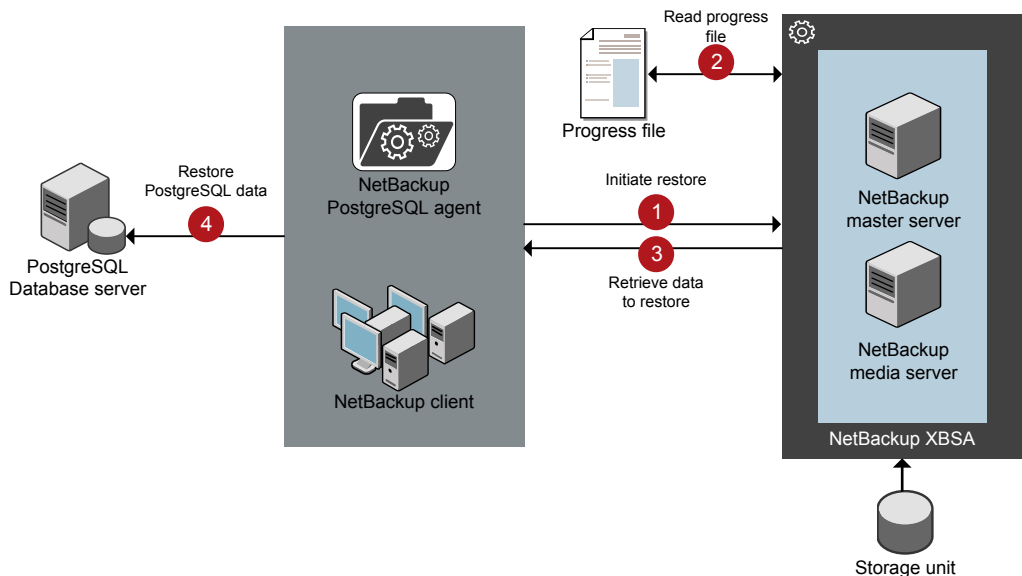 Read progress
file
2
Progress file
NetBackup
PostgreSQL agent
Restore
PostgreSQL data
4
PostgreSQL
Database server
Initiate restore
1
3
Retrieve data
to restore
NetBackup
master server
NetBackup
media server
NetBackup client
NetBackup XBSA
Storage unit